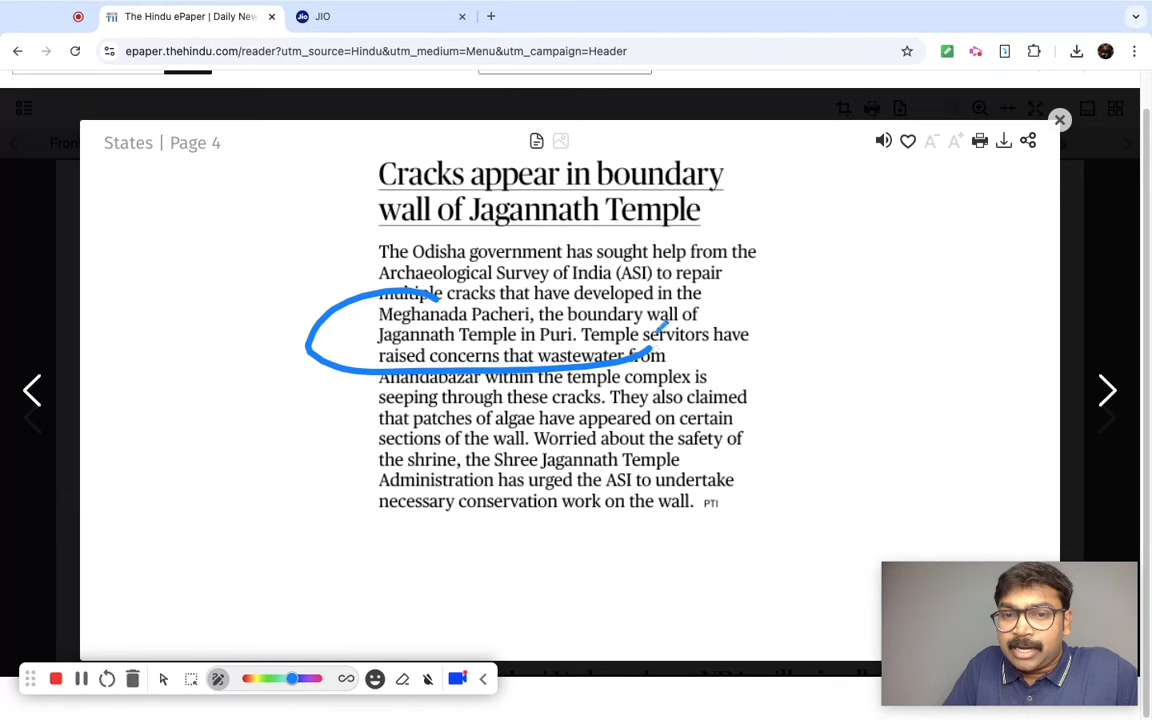 The Hindu ePaper | Daily New
JIO
epaper.thehindu.com/reader?utm_source=Hindu&utm_medium=Menu&utm_campaign=Header
States | Page 4
Cracks appear in boundary
wall of Jagannath Temple
The Odisha government has sought help from the
Archaeological Survey of India (ASI) to repair
multiple cracks that have developed in the
Meghanada Pacheri, the boundary wall of
Jagannath Temple in Puri. Temple servitors have
raised concerns that wastewater from
Anandabazar within the temple complex is
seeping through these cracks. They also claimed
that patches of algae have appeared on certain
sections of the wall. Worried about the safety of
the shrine, the Shree Jagannath Temple
Administration has urged the ASI to undertake
necessary conservation work on the wall. PTI